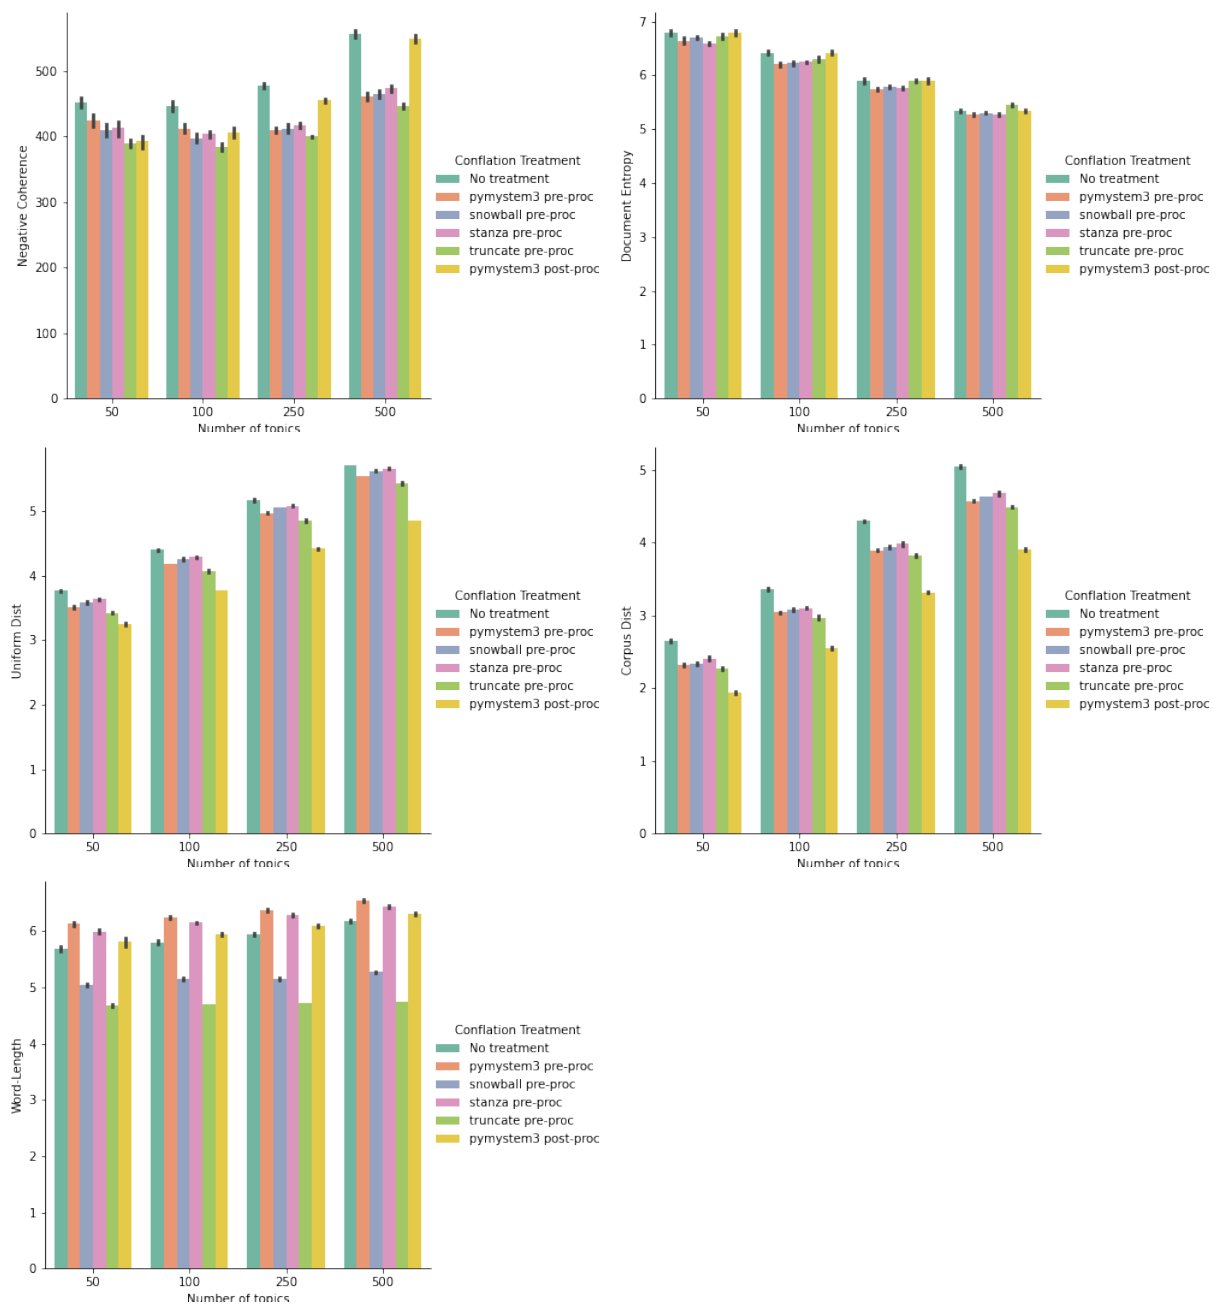 Negative Coherence
500
400
300
200
100
0
50 100 250 500
Number of topics
Conflation Treatment
No treatment
pymystem3 pre-proc
snowball pre-proc
stanza pre-proc
truncate pre-proc
pymystem3 post-proc
Document Entropy
7
6
5
4
3
2
1
0
50 100 250 500
Number of topics
Conflation Treatment
No treatment
pymystem3 pre-proc
snowball pre-proc
stanza pre-proc
truncate pre-proc
pymystem3 post-proc
Uniform Dist
5
4
3
2
1
0
50 100 250 500
Number of topics
Conflation Treatment
No treatment
pymystem3 pre-proc
snowball pre-proc
stanza pre-proc
truncate pre-proc
pymystem3 post-proc
Corpus Dist
5
4
3
2
1
0
50 100 250 500
Number of topics
Conflation Treatment
No treatment
pymystem3 pre-proc
snowball pre-proc
stanza pre-proc
truncate pre-proc
pymystem3 post-proc
Word-Length
6
5
4
3
2
1
0
50 100 250 500
Number of topics
Conflation Treatment
No treatment
pymystem3 pre-proc
snowball pre-proc
stanza pre-proc
truncate pre-proc
pymystem3 post-proc